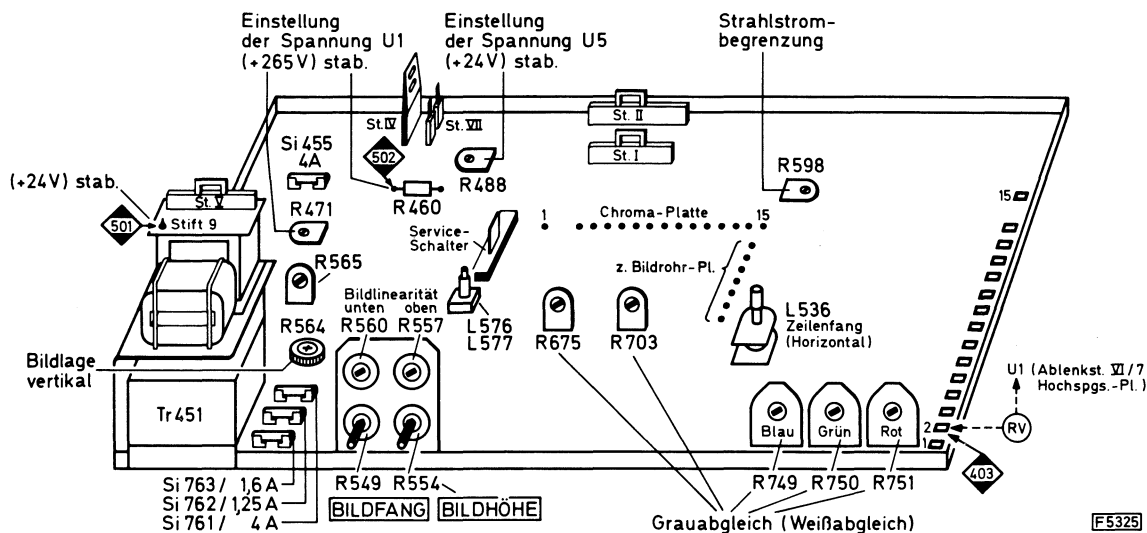 Einstellung
der Spannung U1
(+265V) stab.
Einstellung
der Spannung U5
(+24V) stab.
Strahlstrom-
begrenzung
St. IV
St. VII
St. II
St. I
Si 455
4A
502
R488
R598
(+24V) stab.
St. V
R471
R460
15
501
Stift 9
Service-
Schalter
1
Chroma-Platte
15
R565
z. Bildrohr-Pl.
Bildlinearität
unten oben
R564
R560
R557
L576
L577
R675
R703
L536
Zeilenfang
(Horizontal)
Bildlage
vertikal
U1 (Ablenkst. VI/7
Hochspgs.-Pl.)
Tr451
Blau
Grün
Rot
2
1
RV
403
Si 763/ 1,6 A
Si 762/ 1,25 A
Si 761/ 4 A
R549
R554
BILDFANG
BILDHÖHE
R749
R750
R751
Grauabgleich (Weißabgleich)
F5325